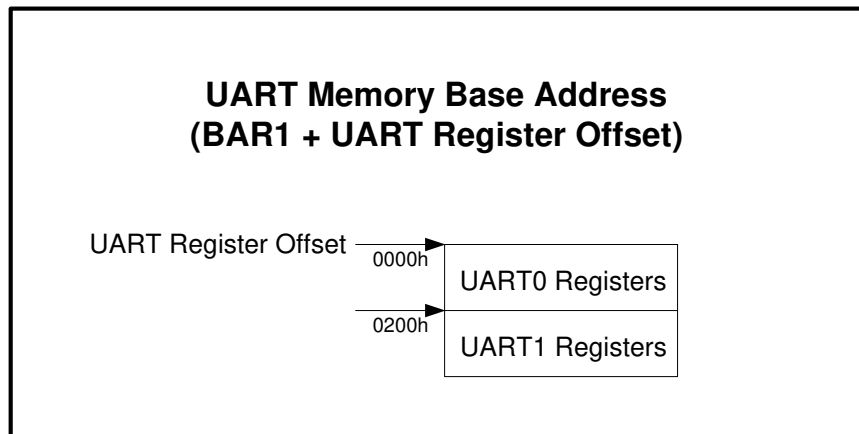 UART Memory Base Address
(BAR1 + UART Register Offset)
UART Register Offset
0000h
UART0 Registers
0200h
UART1 Registers